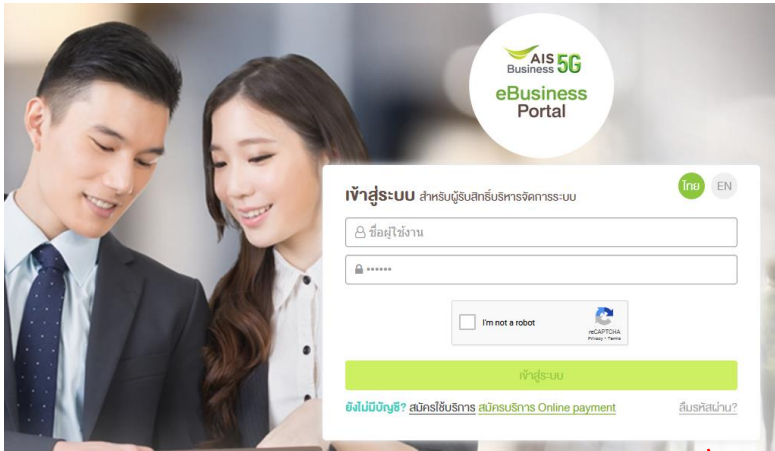 AIS
Business 5G
eBusiness
Portal
เข้าสู่ระบบ สำหรับผู้รับสิทธิ์บริหารจัดการระบบ
ไทย EN
ชื่อผู้ใช้งาน
••••••
I'm not a robot
reCAPTCHA
Privacy - Terms
เข้าสู่ระบบ
ยังไม่มีบัญชี? สมัครใช้บริการ สมัครบริการ Online payment ลืมรหัสผ่าน?